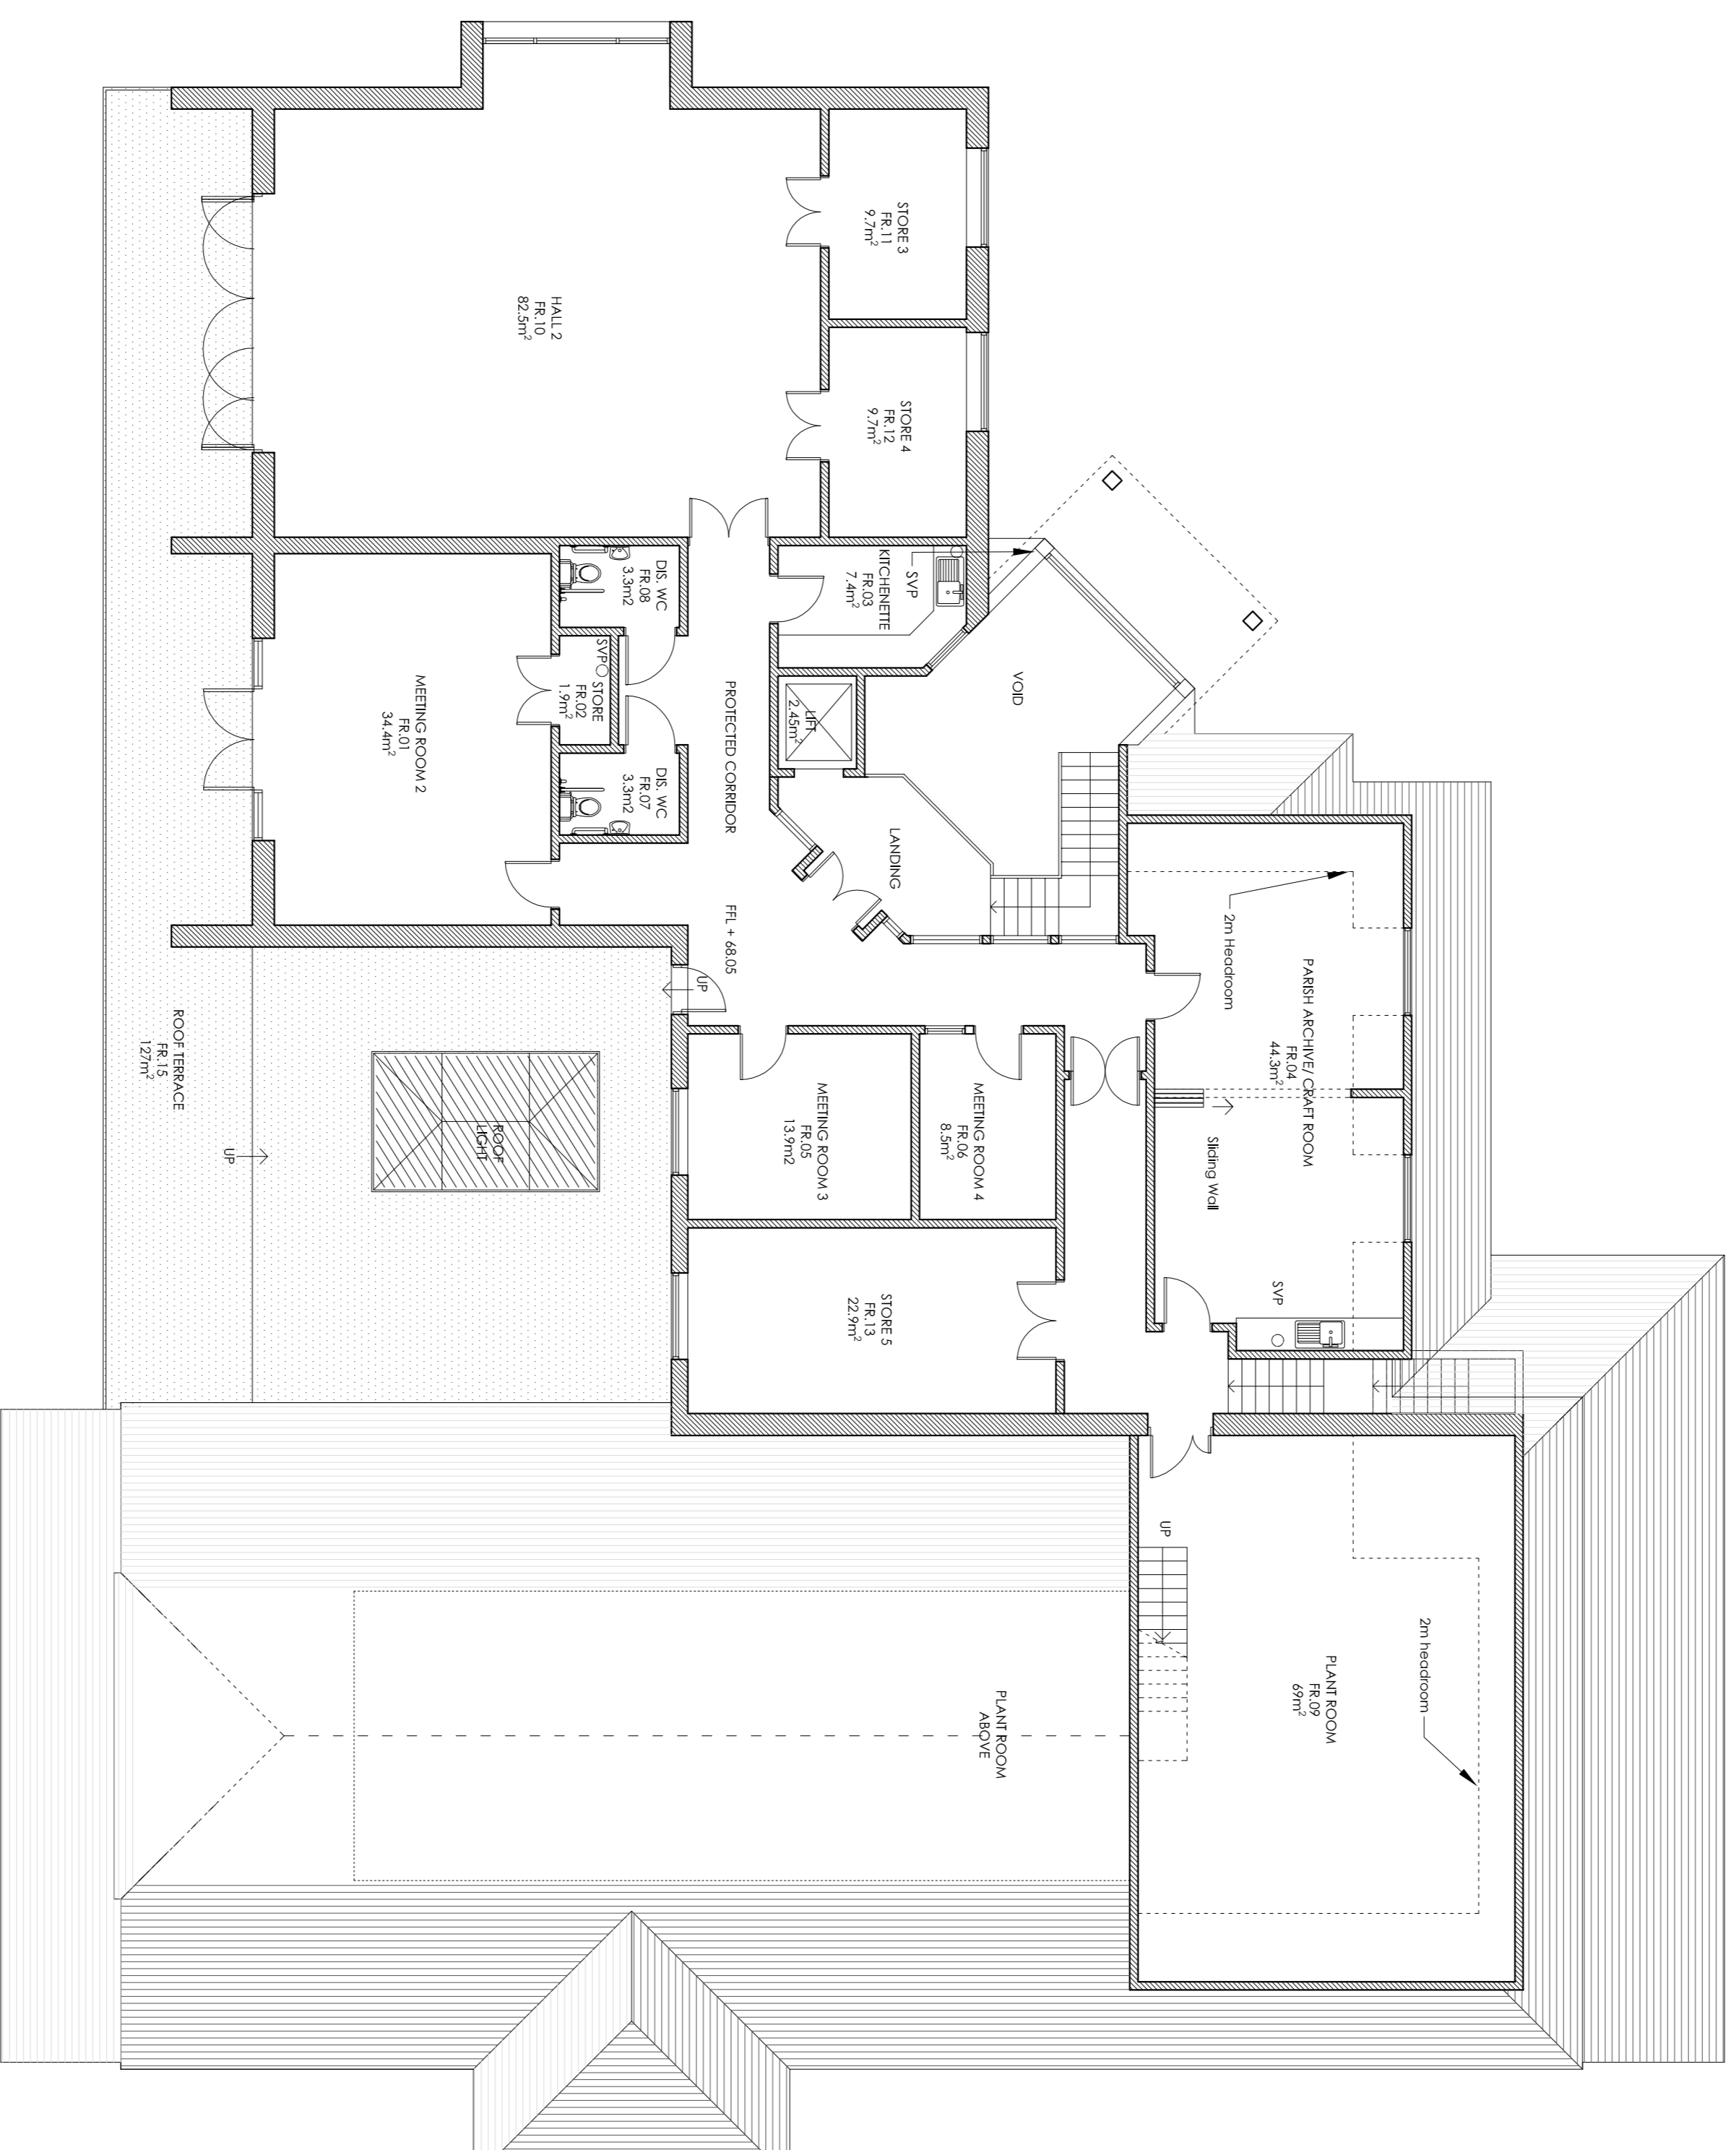 STORE 3
FR.11
9.7m²
STORE 4
FR.12
9.7m²
HALL 2
FR.10
82.5m²
KITCHENETTE
FR.03
7.4m²
SVP
VOID
DIS. WC
FR.08
3.3m2
SVP
STORE
FR.02
1.9m²
LIFT
2.45m²
DIS. WC
FR.07
3.3m2
PROTECTED CORRIDOR
FFL + 68.05
LANDING
MEETING ROOM 2
FR.01
34.4m²
2m Headroom
PARISH ARCHIVE/ CRAFT ROOM
FR.04
44.3m²
Sliding Wall
SVP
UP
MEETING ROOM 3
FR.05
13.9m2
MEETING ROOM 4
FR.06
8.5m²
ROOF TERRACE
FR.15
127m²
UP
ROOF
LIGHT
STORE 5
FR.13
22.9m²
UP
2m headroom
PLANT ROOM
FR.09
69m²
PLANT ROOM
ABOVE